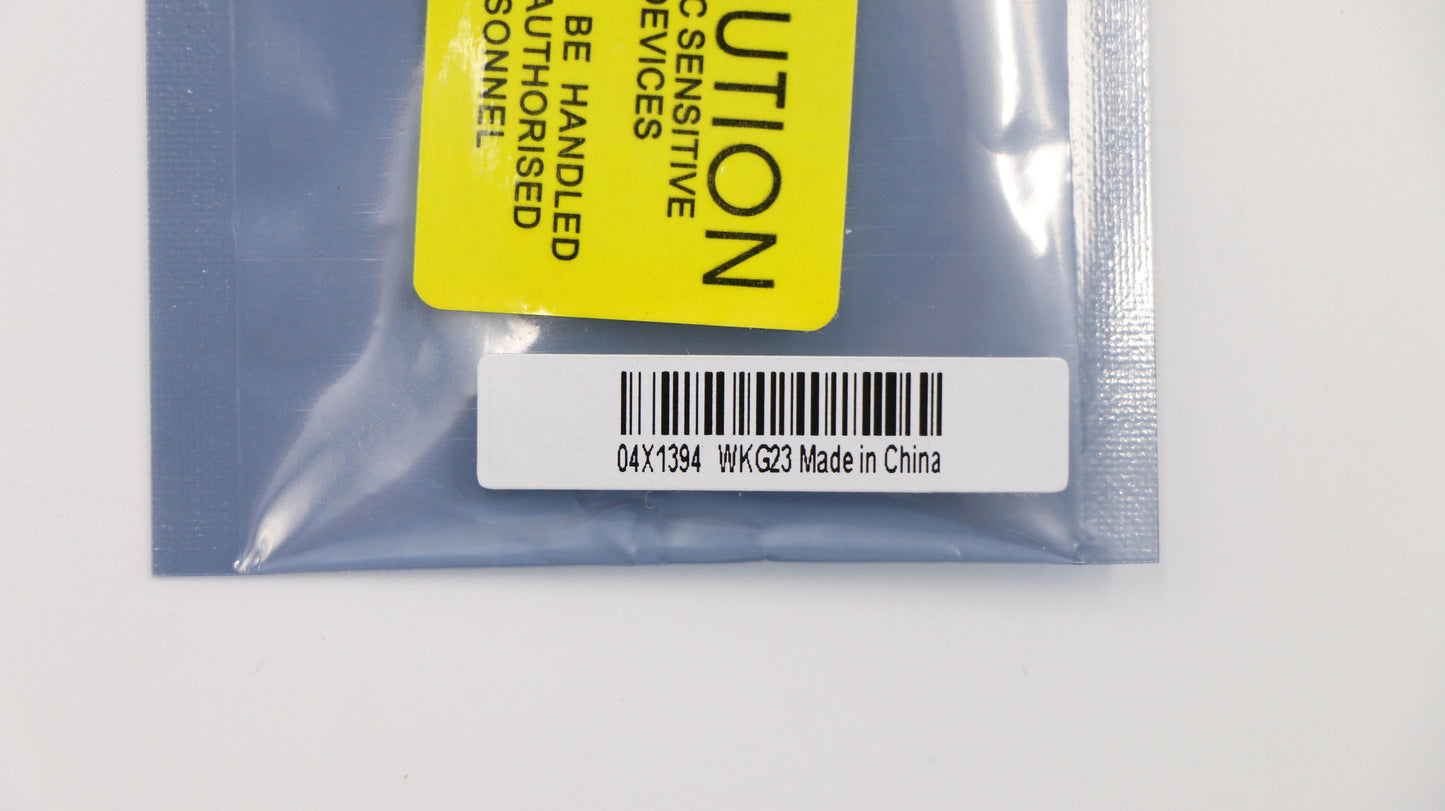 UTION
C SENSITIVE
DEVICES
BE HANDLED
AUTHORISED
SONNEL
04X1394 WKG23 Made in China